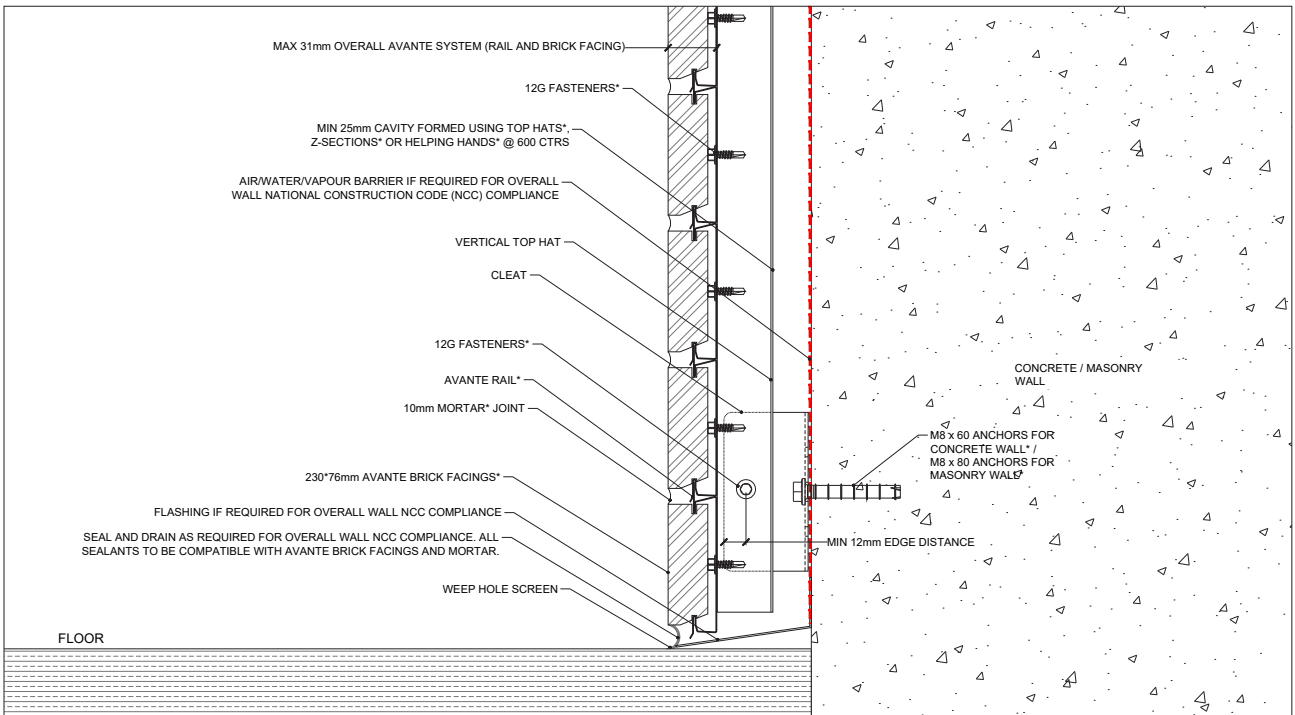 MAX 31mm OVERALL AVANTE SYSTEM (RAIL AND BRICK FACING)
12G FASTENERS*
MIN 25mm CAVITY FORMED USING TOP HATS*,
Z-SECTIONS* OR HELPING HANDS* @ 600 CTRS
AIR/WATER/VAPOUR BARRIER IF REQUIRED FOR OVERALL
WALL NATIONAL CONSTRUCTION CODE (NCC) COMPLIANCE
VERTICAL TOP HAT
CLEAT
12G FASTENERS*
AVANTE RAIL*
10mm MORTAR* JOINT
230*76mm AVANTE BRICK FACINGS*
FLASHING IF REQUIRED FOR OVERALL WALL NCC COMPLIANCE
SEAL AND DRAIN AS REQUIRED FOR OVERALL WALL NCC COMPLIANCE. ALL
SEALANTS TO BE COMPATIBLE WITH AVANTE BRICK FACINGS AND MORTAR.
WEEP HOLE SCREEN
FLOOR
CONCRETE / MASONRY
WALL
M8 x 60 ANCHORS FOR
CONCRETE WALL* /
M8 x 80 ANCHORS FOR
MASONRY WALL*
MIN 12mm EDGE DISTANCE